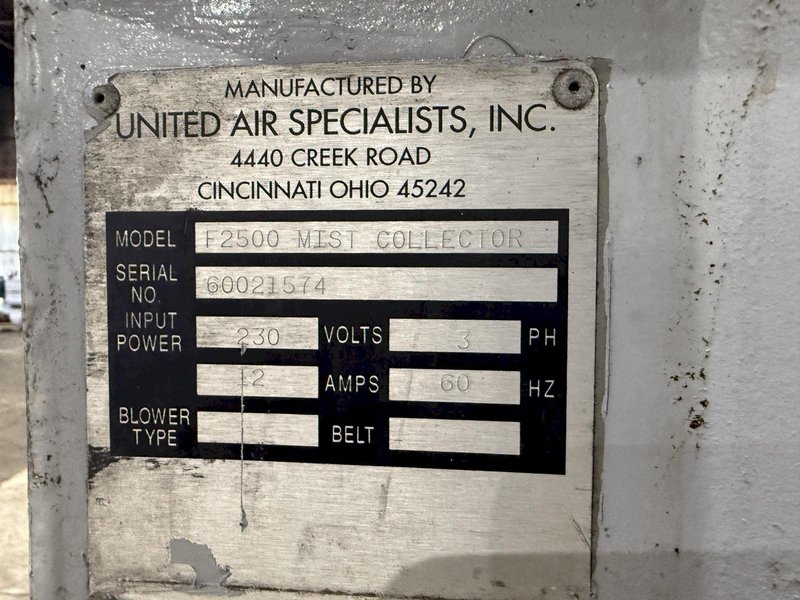 MANUFACTURED BY
UNITED AIR SPECIALISTS, INC.
4440 CREEK ROAD
CINCINNATI OHIO 45242
MODEL F2500 MIST COLLECTOR
SERIAL NO. 60021574
INPUT POWER 230 VOLTS 3 PH
12 AMPS 60 HZ
BLOWER TYPE BELT